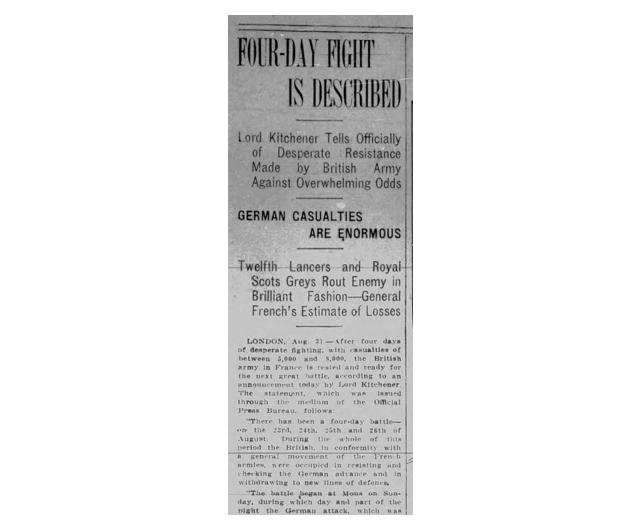 FOUR-DAY FIGHT
IS DESCRIBED
Lord Kitchener Tells Officially
of Desperate Resistance
Made by British Army
Against Overwhelming Odds
GERMAN CASUALTIES
ARE ENORMOUS
Twelfth Lancers and Royal
Scots Greys Rout Enemy in
Brilliant Fashion—General
French's Estimate of Losses
LONDON, Aug. 31.—After four days
of desperate fighting, with casualties of
between 5,000 and 8,000, the British
army in France is rested and ready for
the next great battle, according to an
announcement today by Lord Kitchener.
The statement, which was issued
through the medium of the Official
Press Bureau, follows:
"There has been a four-day battle—
on the 23rd, 24th, 25th and 26th of
August. During the whole of this
period the British, in conformity with
a general movement of the French
armies, were occupied in resisting and
checking the German advance and in
withdrawing to new lines of defence.
"The battle began at Mons on Sun-
day, during which day and part of the
night the German attack, which was